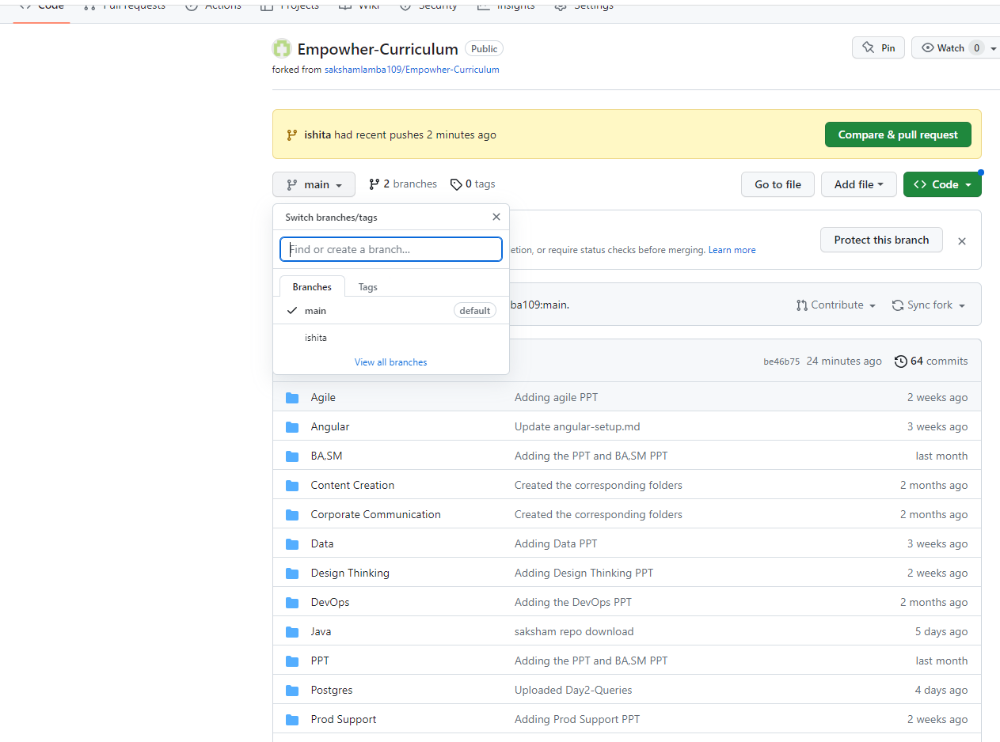 Code Pull requests Actions Projects Wiki Security Insights Settings
Empowher-Curriculum Public
Pin Watch 0
forked from sakshamlamba109/Empowher-Curriculum
ishita had recent pushes 2 minutes ago
Compare & pull request
main 2 branches 0 tags
Go to file Add file Code
Switch branches/tags
Find or create a branch...
etion, or require status checks before merging. Learn more
Protect this branch
Branches Tags
main default
ba109:main.
Contribute Sync fork
ishita
View all branches
be46b75 24 minutes ago 64 commits
Agile Adding agile PPT 2 weeks ago
Angular Update angular-setup.md 3 weeks ago
BA,SM Adding the PPT and BA,SM PPT last month
Content Creation Created the corresponding folders 2 months ago
Corporate Communication Created the corresponding folders 2 months ago
Data Adding Data PPT 3 weeks ago
Design Thinking Adding Design Thinking PPT 2 weeks ago
DevOps Adding the DevOps PPT 2 months ago
Java saksham repo download 5 days ago
PPT Adding the PPT and BA,SM PPT last month
Postgres Uploaded Day2-Queries 4 days ago
Prod Support Adding Prod Support PPT 2 weeks ago